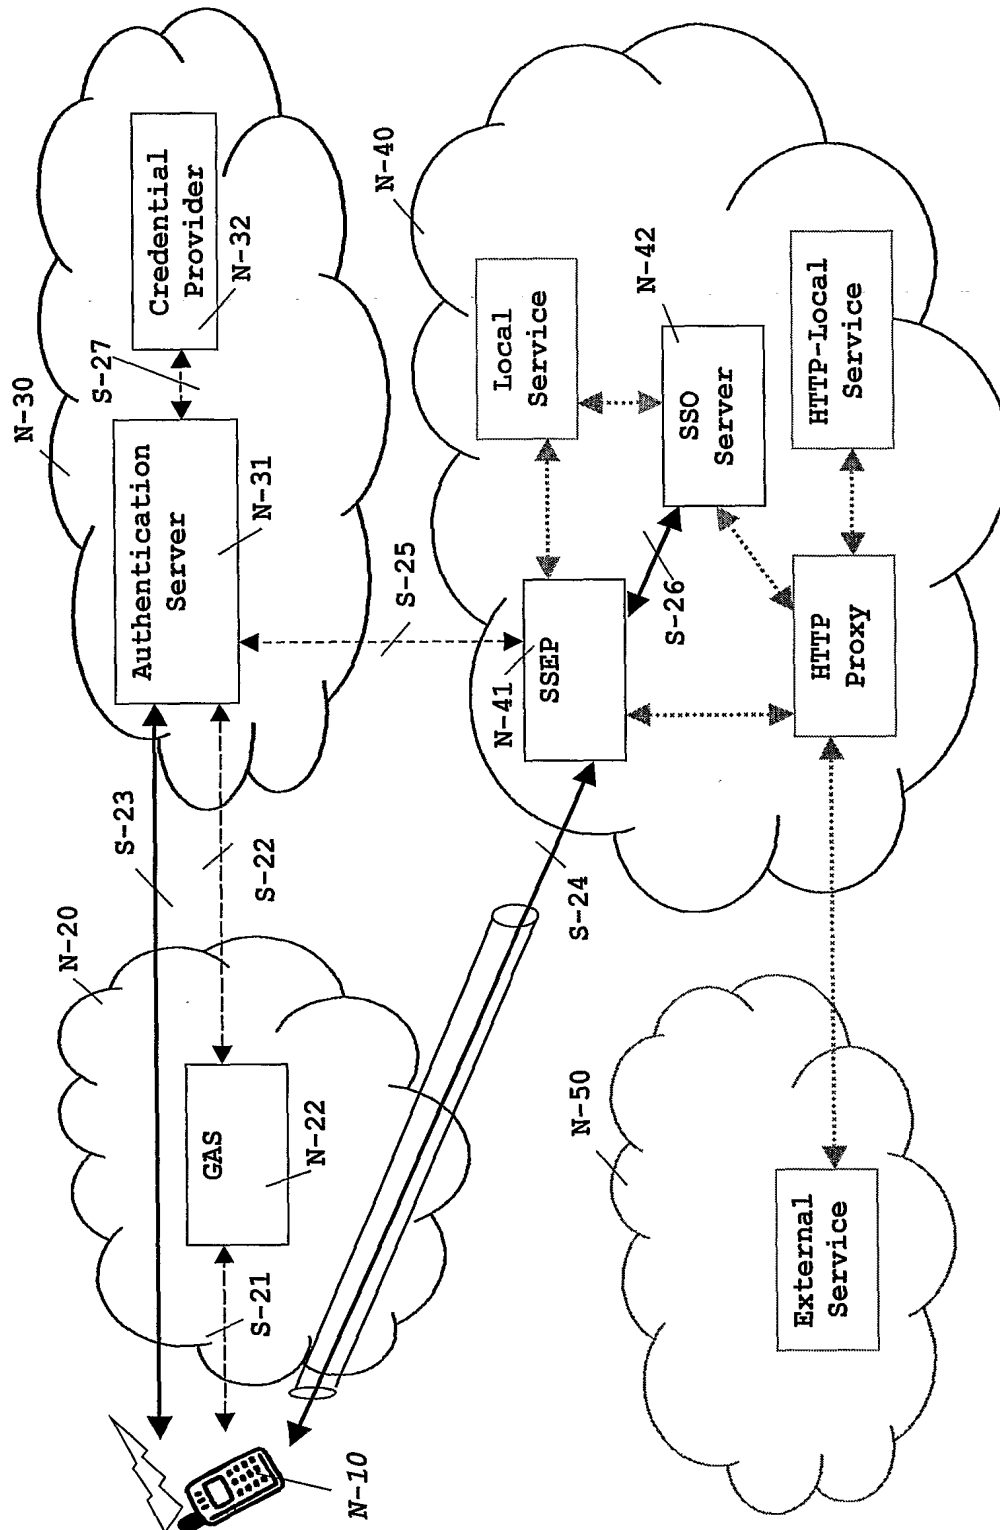 N-10
S-21
GAS
N-22
N-20
S-23
S-22
S-24
N-30
Authentication
Server
N-31
S-27
Credential
Provider
N-32
S-25
N-40
N-41
SSEP
S-26
Local
Service
SSO
Server
N-42
HTTP
Proxy
HTTP-Local
Service
N-50
External
Service